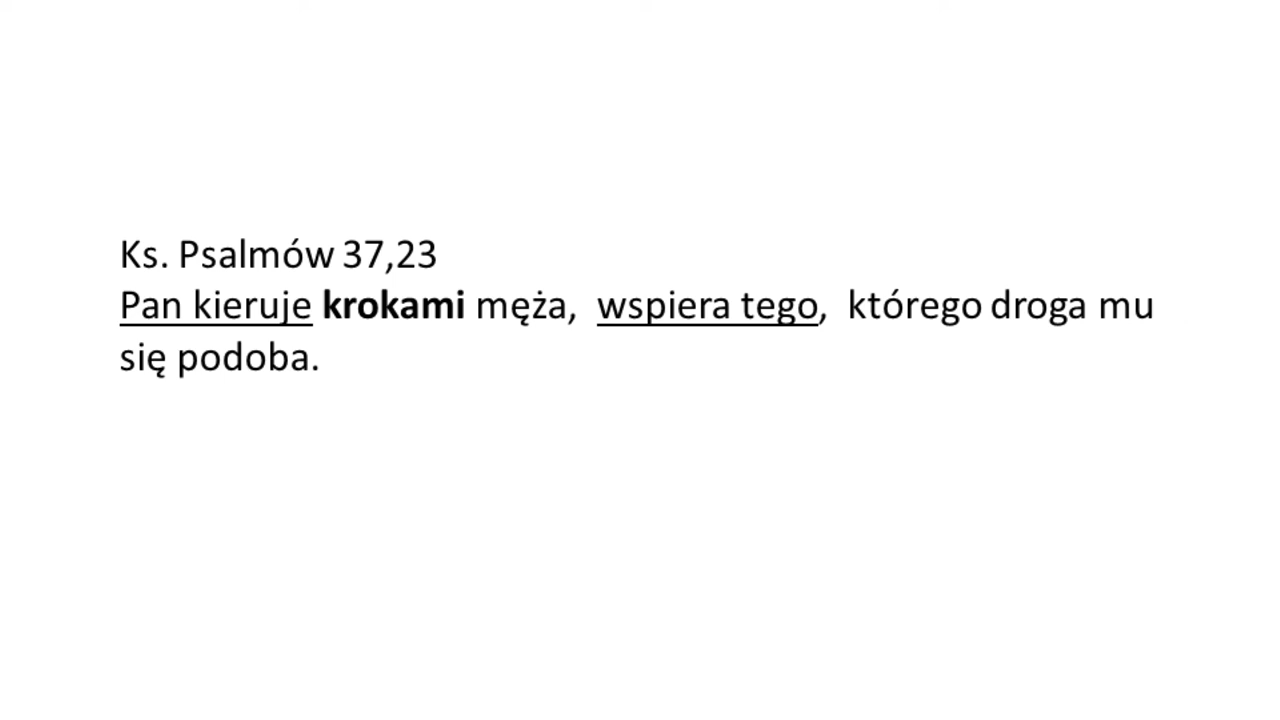 Ks. Psalmów 37,23
Pan kieruje krokami męża, wspiera tego, którego droga mu
się podoba.